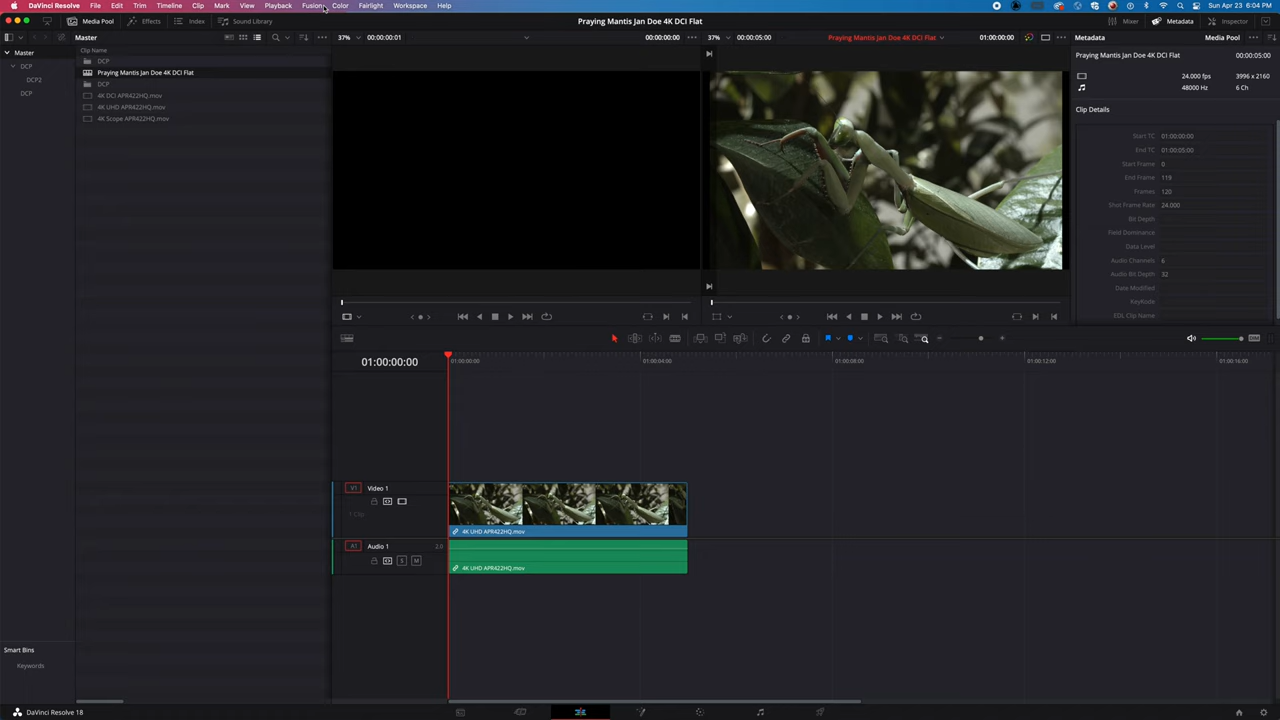 DaVinci Resolve File Edit Trim Timeline Clip Mark View Playback Fusion Color Fairlight Workspace Help Sun Apr 23 6:04 PM
Media Pool Effects Index Sound Library Praying Mantis Jan Doe 4K DCI Flat Mixer Metadata Inspector
Master 37% 00:00:00:01 00:00:00:00 37% 00:00:05:00 Praying Mantis Jan Doe 4K DCI Flat 01:00:00:00 Metadata Media Pool
Master
DCP
DCP2
DCP
Clip Name
DCP
Praying Mantis Jan Doe 4K DCI Flat
DCP
4K DCI APR422HQ.mov
4K UHD APR422HQ.mov
4K Scope APR422HQ.mov
Praying Mantis Jan Doe 4K DCI Flat 00:00:05:00
24.000 fps 3996 x 2160
48000 Hz 6 Ch
Clip Details
Start TC 01:00:00:00
End TC 01:00:05:00
Start Frame 0
End Frame 119
Frames 120
Shot Frame Rate 24.000
Bit Depth
Field Dominance
Data Level
Audio Channels 6
Audio Bit Depth 32
Date Modified
KeyKode
EDL Clip Name
DIM
01:00:00:00 01:00:00:00 01:00:04:00 01:00:08:00 01:00:12:00 01:00:16:00
V1 Video 1
1 Clip
4K UHD APR422HQ.mov
A1 Audio 1 2.0
S M
4K UHD APR422HQ.mov
Smart Bins
Keywords
DaVinci Resolve 18